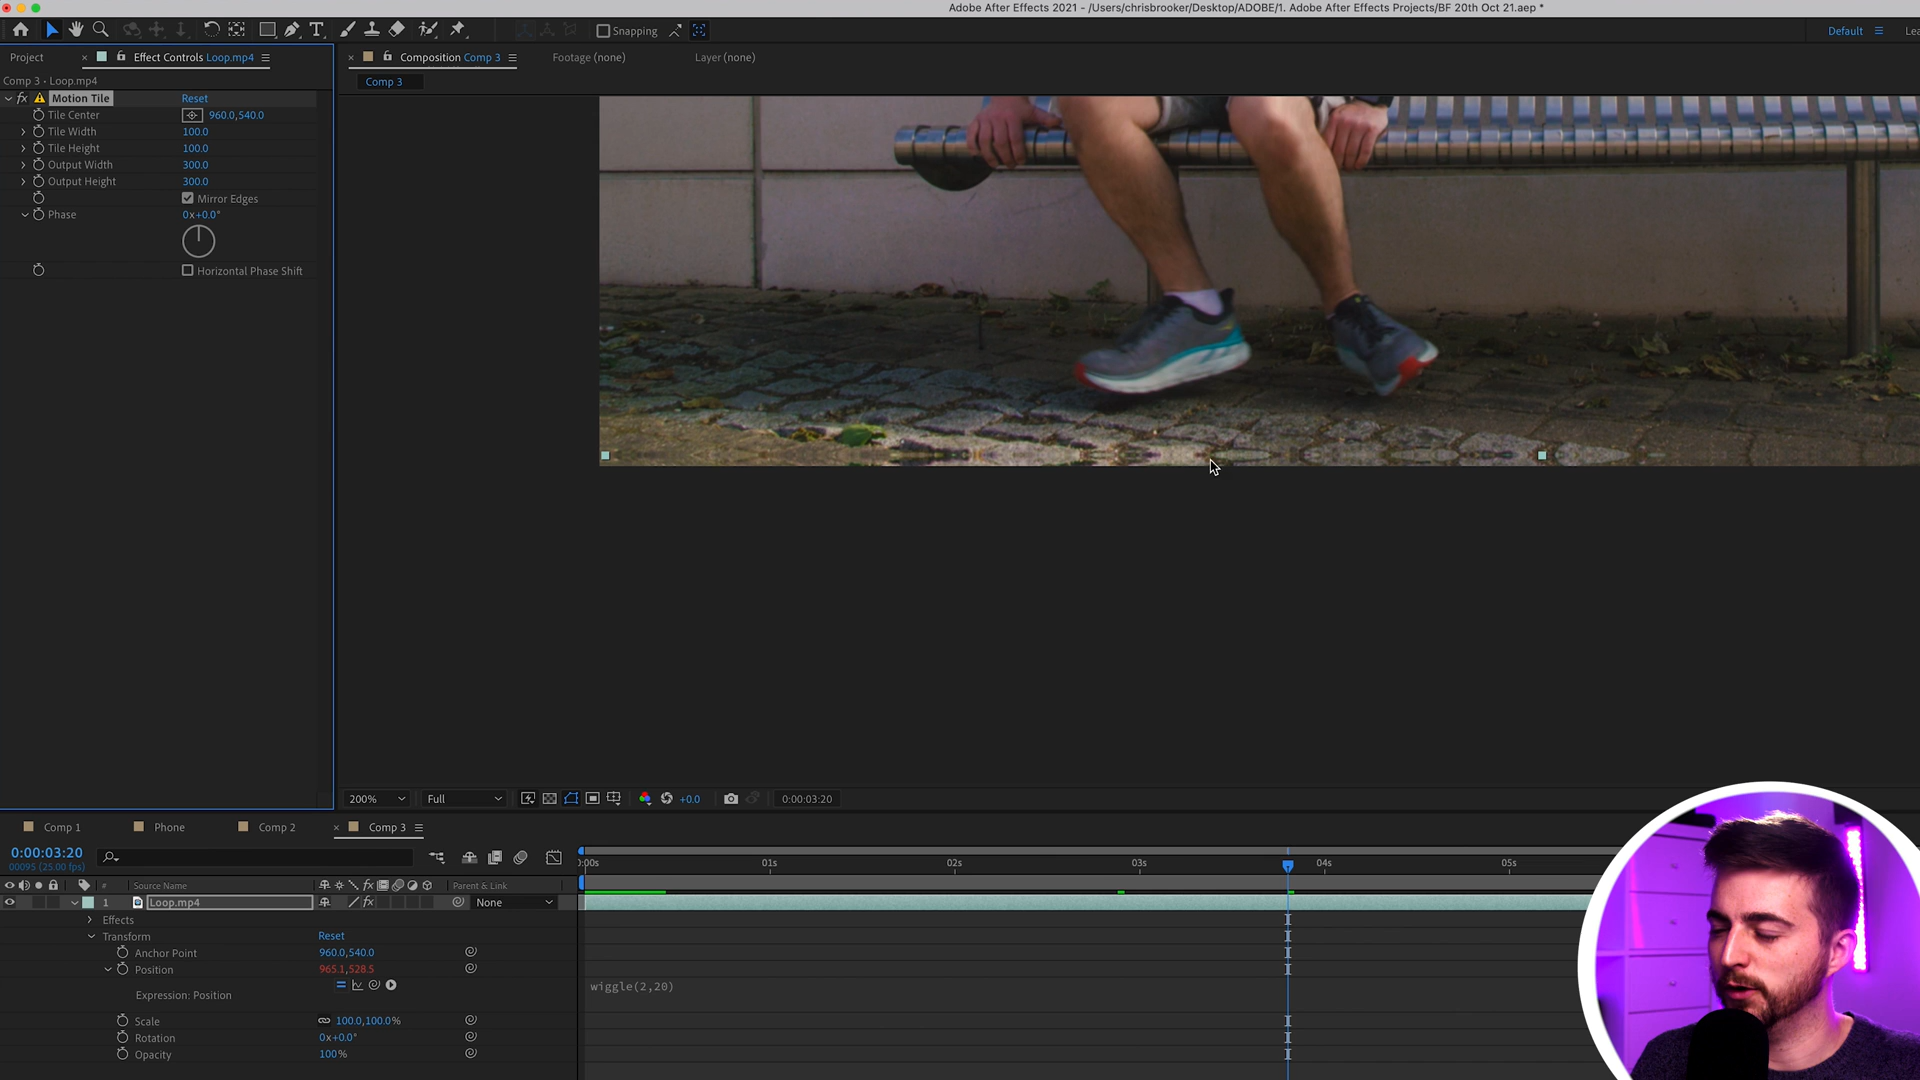 Adobe After Effects 2021 - /Users/chrisbrooker/Desktop/ADOBE/1. Adobe After Effects Projects/BF 20th Oct 21.aep *
Snapping
Default
Lea
Project
Effect Controls Loop.mp4
Composition Comp 3
Footage (none)
Layer (none)
Comp 3 • Loop.mp4
Comp 3
fx Motion Tile Reset
Tile Center 960.0,540.0
Tile Width 100.0
Tile Height 100.0
Output Width 300.0
Output Height 300.0
Mirror Edges
Phase 0x+0.0°
Horizontal Phase Shift
200% Full +0.0 0:00:03:20
Comp 1 Phone Comp 2 Comp 3
0:00:03:20
00095 (25.00 fps)
:00s 01s 02s 03s 04s 05s
# Source Name fx Parent & Link
1 Loop.mp4 fx None
Effects
Transform Reset
Anchor Point 960.0,540.0
Position 965.1,528.5
Expression: Position wiggle(2,20)
Scale 100.0,100.0%
Rotation 0x+0.0°
Opacity 100%